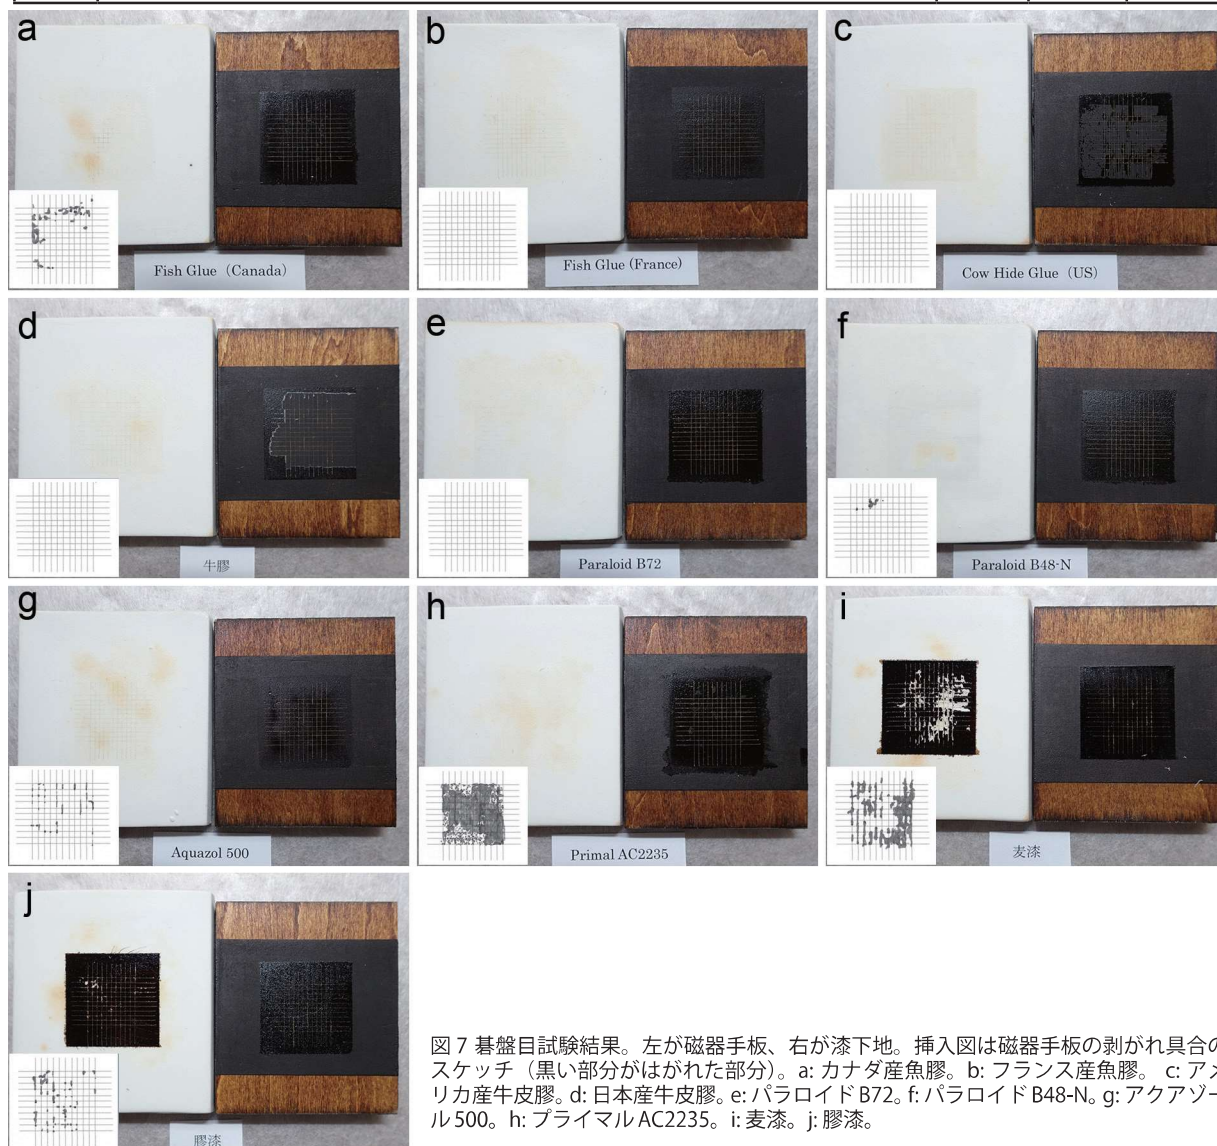 a
b
c
Fish Glue（Canada）
Fish Glue (France)
Cow Hide Glue（US）
d
e
f
牛膠
Paraloid B72
Paraloid B48-N
g
h
i
Aquazol 500
Primal AC2235
麦漆
j
膠漆
図 7 碁盤目試験結果。左が磁器手板、右が漆下地。挿入図は磁器手板の剥がれ具合の
スケッチ（黒い部分がはがれた部分）。a: カナダ産魚膠。b: フランス産魚膠。 c: アメ
リカ産牛皮膠。d: 日本産牛皮膠。e: パラロイド B72。f: パラロイド B48-N。g: アクアゾー
ル 500。h: プライマル AC2235。i: 麦漆。j: 膠漆。